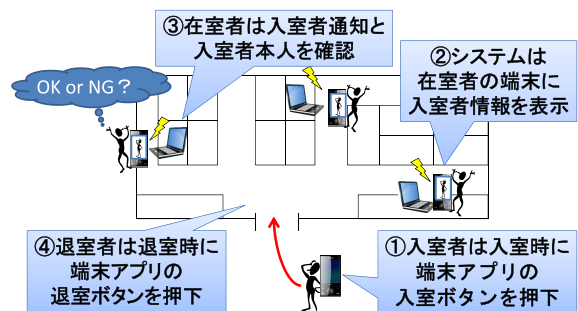 ③在室者は入室者通知と
入室者本人を確認
OK or NG？
②システムは
在室者の端末に
入室者情報を表示
④退室者は退室時に
端末アプリの
退室ボタンを押下
①入室者は入室時に
端末アプリの
入室ボタンを押下